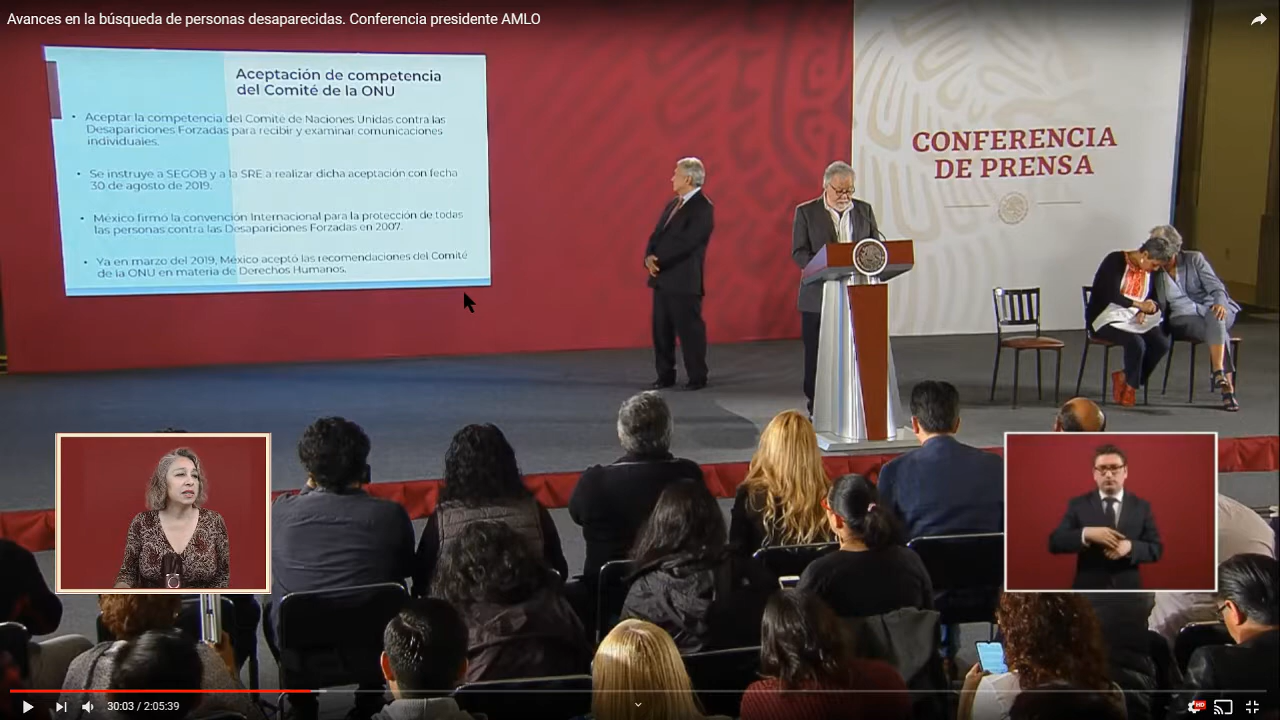 Avances en la búsqueda de personas desaparecidas. Conferencia presidente AMLO
Aceptación de competencia
del Comité de la ONU
• Aceptar la competencia del Comité de Naciones Unidas contra las
Desapariciones Forzadas para recibir y examinar comunicaciones
individuales.
• Se instruye a SEGOB y a la SRE a realizar dicha aceptación con fecha
30 de agosto de 2019.
• México firmó la convención Internacional para la protección de todas
las personas contra las Desapariciones Forzadas en 2007.
• Ya en marzo del 2019, México aceptó las recomendaciones del Comité
de la ONU en materia de Derechos Humanos.
CONFERENCIA
DE PRENSA
30:03 / 2:05:39
HD